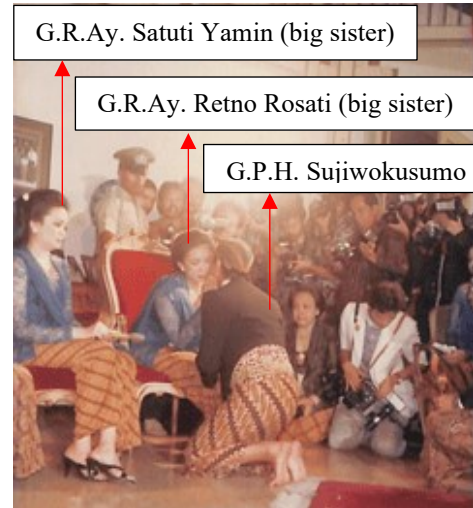 G.R.Ay. Satuti Yamin (big sister)
G.R.Ay. Retno Rosati (big sister)
G.P.H. Sujiwokusumo